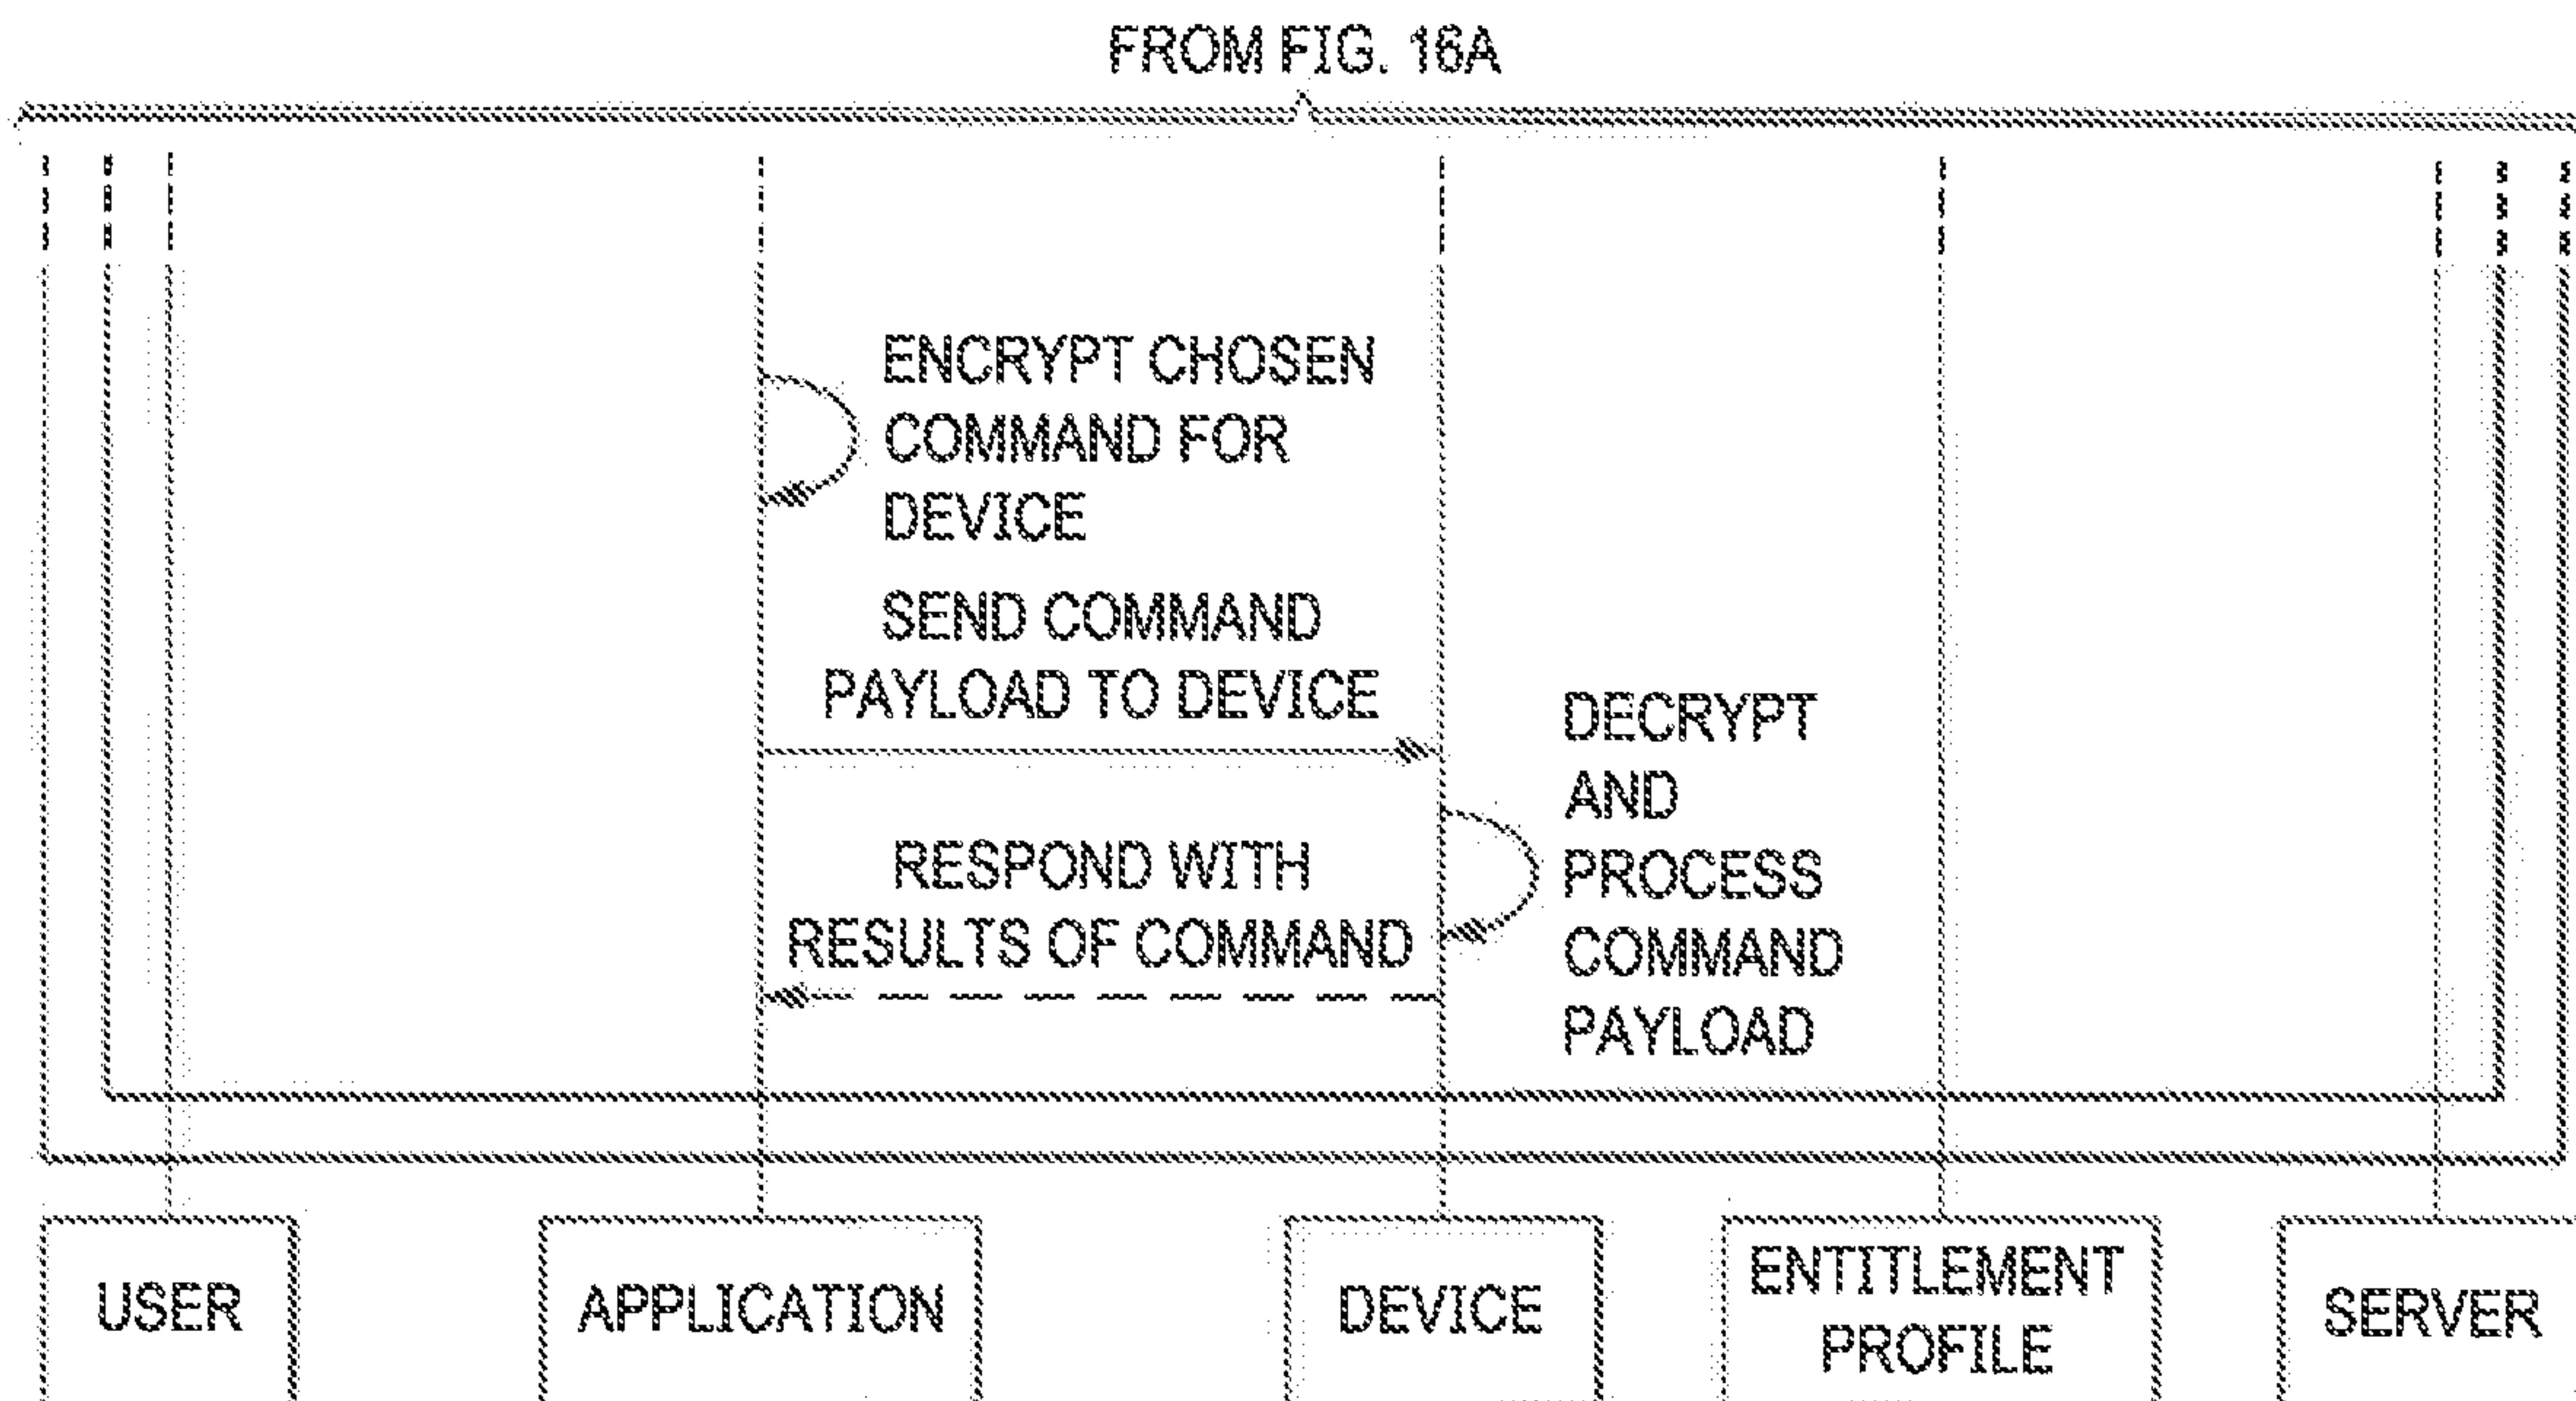 FROM FIG. 16A
ENCRYPT CHOSEN
COMMAND FOR
DEVICE
SEND COMMAND
PAYLOAD TO DEVICE
DECRYPT
AND
PROCESS
COMMAND
PAYLOAD
RESPOND WITH
RESULTS OF COMMAND
USER
APPLICATION
DEVICE
ENTITLEMENT
PROFILE
SERVER